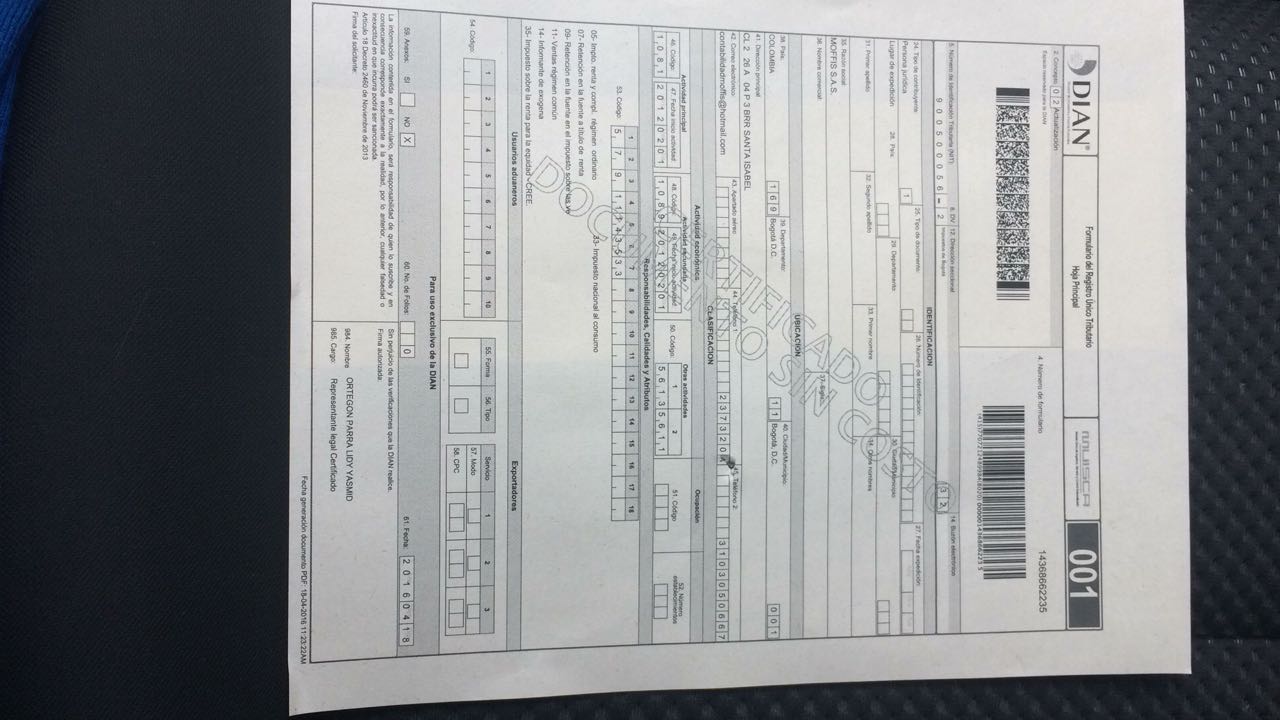 DIAN®
Formulario del Registro Único Tributario
Hoja Principal
MUISCA
001
2. Concepto 0 2 Actualización
Espacio reservado para la DIAN
4. Número de formulario
14368662235
(415)7707212489984(8020) 000001436866223 5
5. Número de Identificación Tributaria (NIT):
6. DV
12. Dirección seccional
14. Buzón electrónico
9 0 0 5 0 0 0 5 6 - 2
Impuestos de Bogotá
3 2
IDENTIFICACION
24. Tipo de contribuyente:
25. Tipo de documento:
26. Número de Identificación:
27. Fecha expedición:
Persona jurídica
1
Lugar de expedición
28. País:
29. Departamento:
30. Ciudad/Municipio:
31. Primer apellido
32. Segundo apellido
33. Primer nombre
34. Otros nombres
35. Razón social:
MOFFIS S.A.S.
36. Nombre comercial:
37. Sigla:
UBICACION
38. País:
39. Departamento:
40. Ciudad/Municipio:
COLOMBIA
1 6 9
Bogotá D.C.
1 1
Bogotá, D.C.
0 0 1
41. Dirección principal
CL 2 26 A 04 P 3 BRR SANTA ISABEL
42. Correo electrónico:
43. Apartado aéreo
44. Teléfono 1:
45. Teléfono 2:
contabilidadmoffis@hotmail.com
2 3 7 3 2 0
3 1 0 3 0 5 0 6 6 7
CLASIFICACION
Actividad económica
Ocupación
Actividad principal
Actividad secundaria
Otras actividades
52. Número establecimientos
46. Código:
47. Fecha inicio actividad:
48. Código:
49. Fecha inicio actividad:
50. Código:
1 2
51. Código
1 0 8 1
2 0 1 2 0 2 0 1
1 0 8 9
2 0 1 2 0 2 0 1
5 6 1 3 5 6 1 1
Responsabilidades, Calidades y Atributos
1 2 3 4 5 6 7 8 9 10 11 12 13 14 15 16 17 18
53. Código:
5 7 9 1 1 1 4 3 5 3 3
05- Impto. renta y compl. régimen ordinario
33- Impuesto nacional al consumo
07- Retención en la fuente a título de renta
09- Retención en la fuente en el impuesto sobre las ve
11- Ventas régimen común
14- Informante de exogena
35- Impuesto sobre la renta para la equidad - CREE.
CERTIFICADO
DOCUMENTO SIN COSTO
Usuarios aduaneros
Exportadores
1 2 3 4 5 6 7 8 9 10
54. Código:
55. Forma
56. Tipo
Servicio 1 2 3
57. Modo
58. CPC
Para uso exclusivo de la DIAN
59. Anexos: SI NO X
60. No. de Folios: 0
61. Fecha: 2 0 1 6 0 4 1 8
La información contenida en el formulario, será responsabilidad de quien lo suscribe y en
consecuencia corresponde exactamente a la realidad, por lo anterior, cualquier falsedad o
inexactitud en que incurra podrá ser sancionada.
Artículo 18 Decreto 2460 de Noviembre de 2013
Firma del solicitante:
Sin perjuicio de las verificaciones que la DIAN realice.
Firma autorizada:
984. Nombre ORTEGON PARRA LIDY YASMID
985. Cargo: Representante legal Certificado
Fecha generación documento PDF: 18-04-2016 11:23:22AM